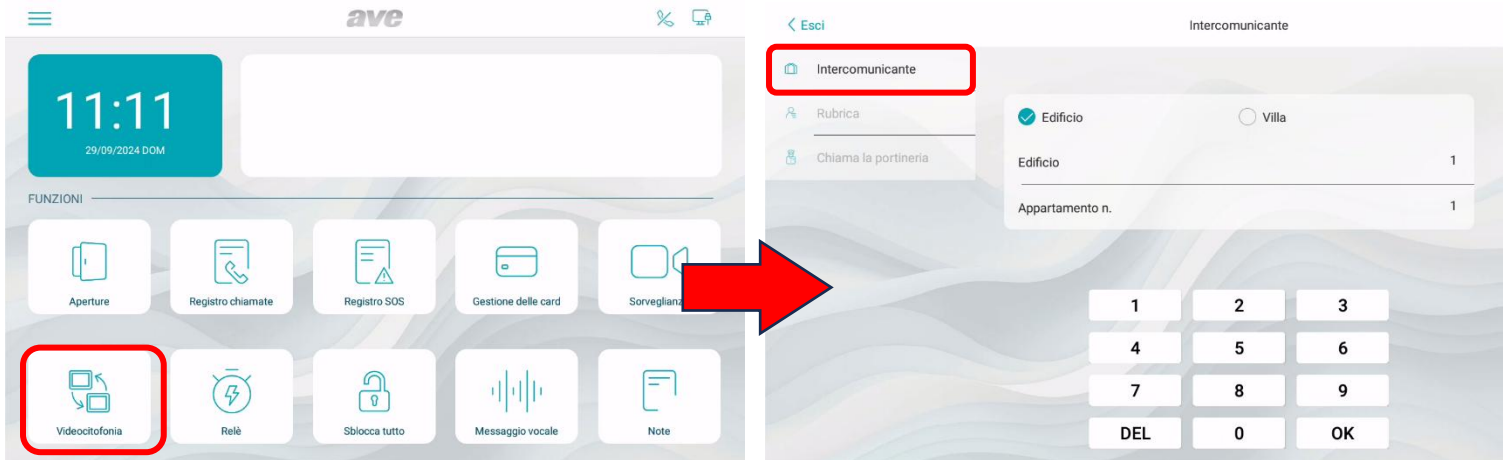 ave
11:11
29/09/2024 DOM
FUNZIONI
Aperture
Registro chiamate
Registro SOS
Gestione delle card
Videocitofonia
Relè
Sblocca tutto
Messaggio vocale
Note
Esci
Intercomunicante
Intercomunicante
Rubrica
Chiama la portineria
Edificio Villa
Edificio 1
Appartamento n. 1
1 2 3
4 5 6
7 8 9
DEL 0 OK